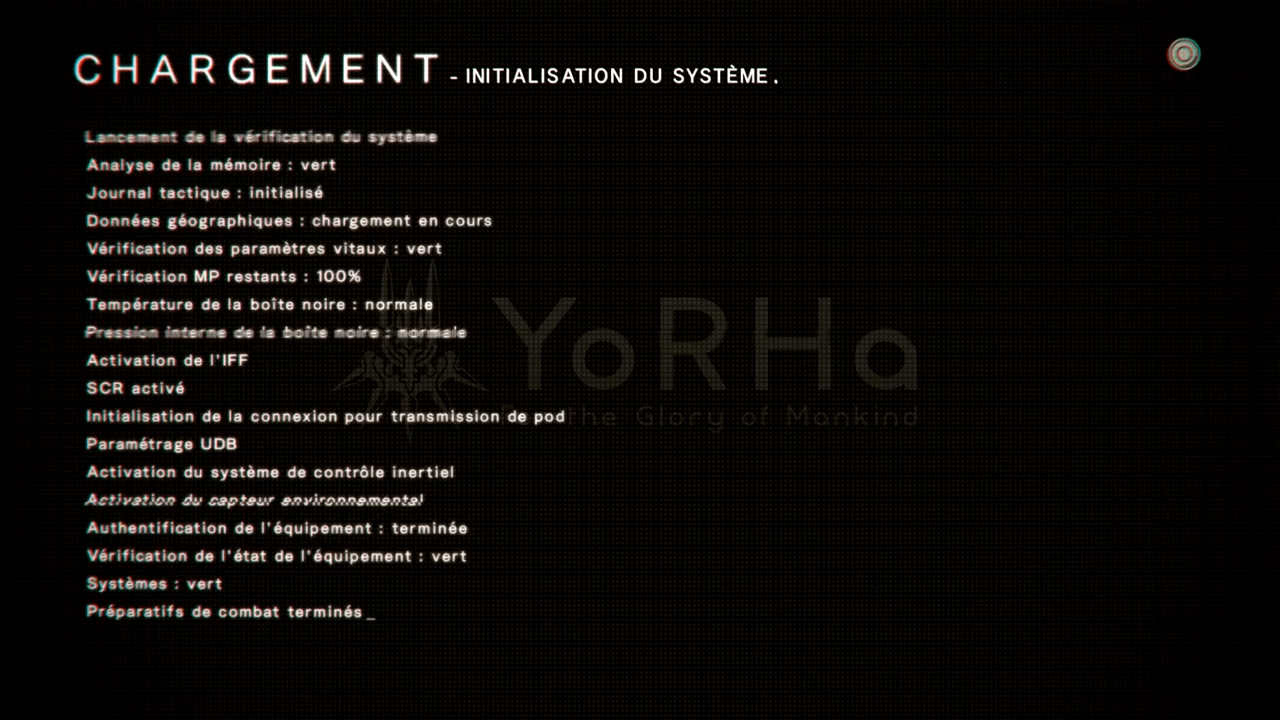 CHARGEMENT - INITIALISATION DU SYSTÈME.
Lancement de la vérification du système
Analyse de la mémoire : vert
Journal tactique : initialisé
Données géographiques : chargement en cours
Vérification des paramètres vitaux : vert
Vérification MP restants : 100%
Température de la boîte noire : normale
Pression interne de la boîte noire : normale
Activation de l'IFF
SCR activé
Initialisation de la connexion pour transmission de pod
Paramétrage UDB
Activation du système de contrôle inertiel
Activation du capteur environnemental
Authentification de l'équipement : terminée
Vérification de l'état de l'équipement : vert
Systèmes : vert
Préparatifs de combat terminés _
YoRHa
the Glory of Mankind